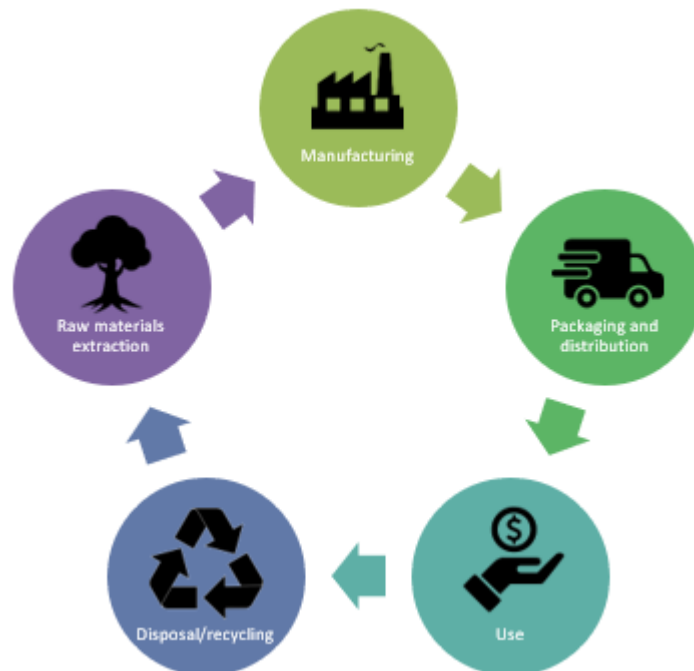 Manufacturing
Packaging and
distribution
Use
Disposal/recycling
Raw materials
extraction
$